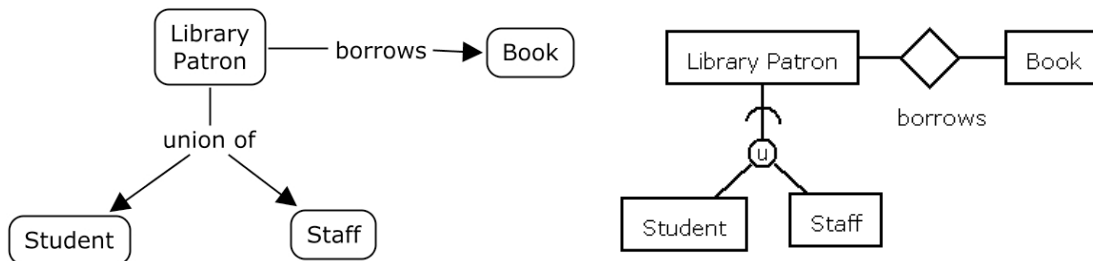 Library
Patron
borrows
Book
union of
Student
Staff
Library Patron
Book
borrows
u
Student
Staff